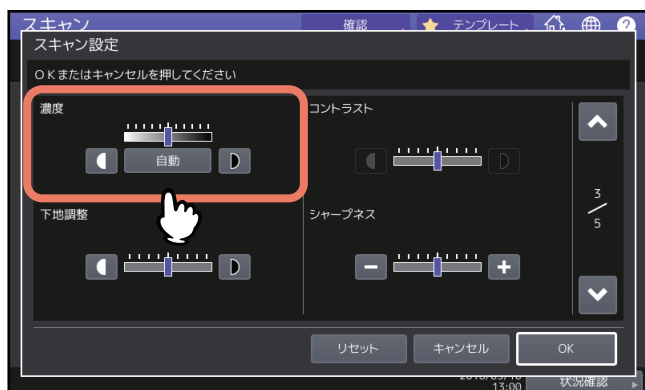 スキャン
確認
テンプレート
?
スキャン設定
OKまたはキャンセルを押してください
濃度
自動
コントラスト
下地調整
シャープネス
3
5
リセット
キャンセル
OK
13:00
状況確認